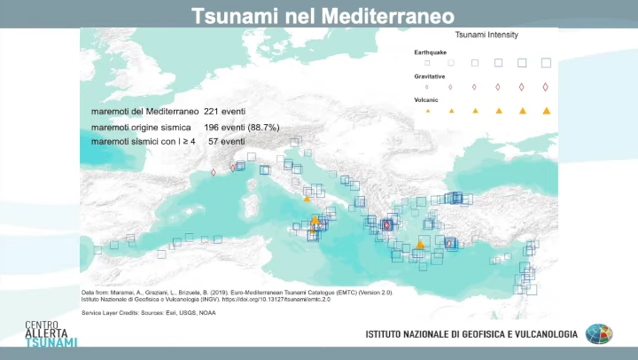 Tsunami nel Mediterraneo
Tsunami Intensity
Earthquake
Gravitative
Volcanic
maremoti del Mediterraneo 221 eventi
maremoti origine sismica 196 eventi (88.7%)
maremoti sismici con I ≥ 4 57 eventi
Data from: Maramai, A., Graziani, L., Brizuela, B. (2019). Euro-Mediterranean Tsunami Catalogue (EMTC) (Version 2.0).
Istituto Nazionale di Geofisica e Vulcanologia (INGV). https://doi.org/10.13127/tsunami/emtc.2.0
Service Layer Credits: Sources: Esri, USGS, NOAA
CENTRO
ALLERTA
TSUNAMI
ISTITUTO NAZIONALE DI GEOFISICA E VULCANOLOGIA